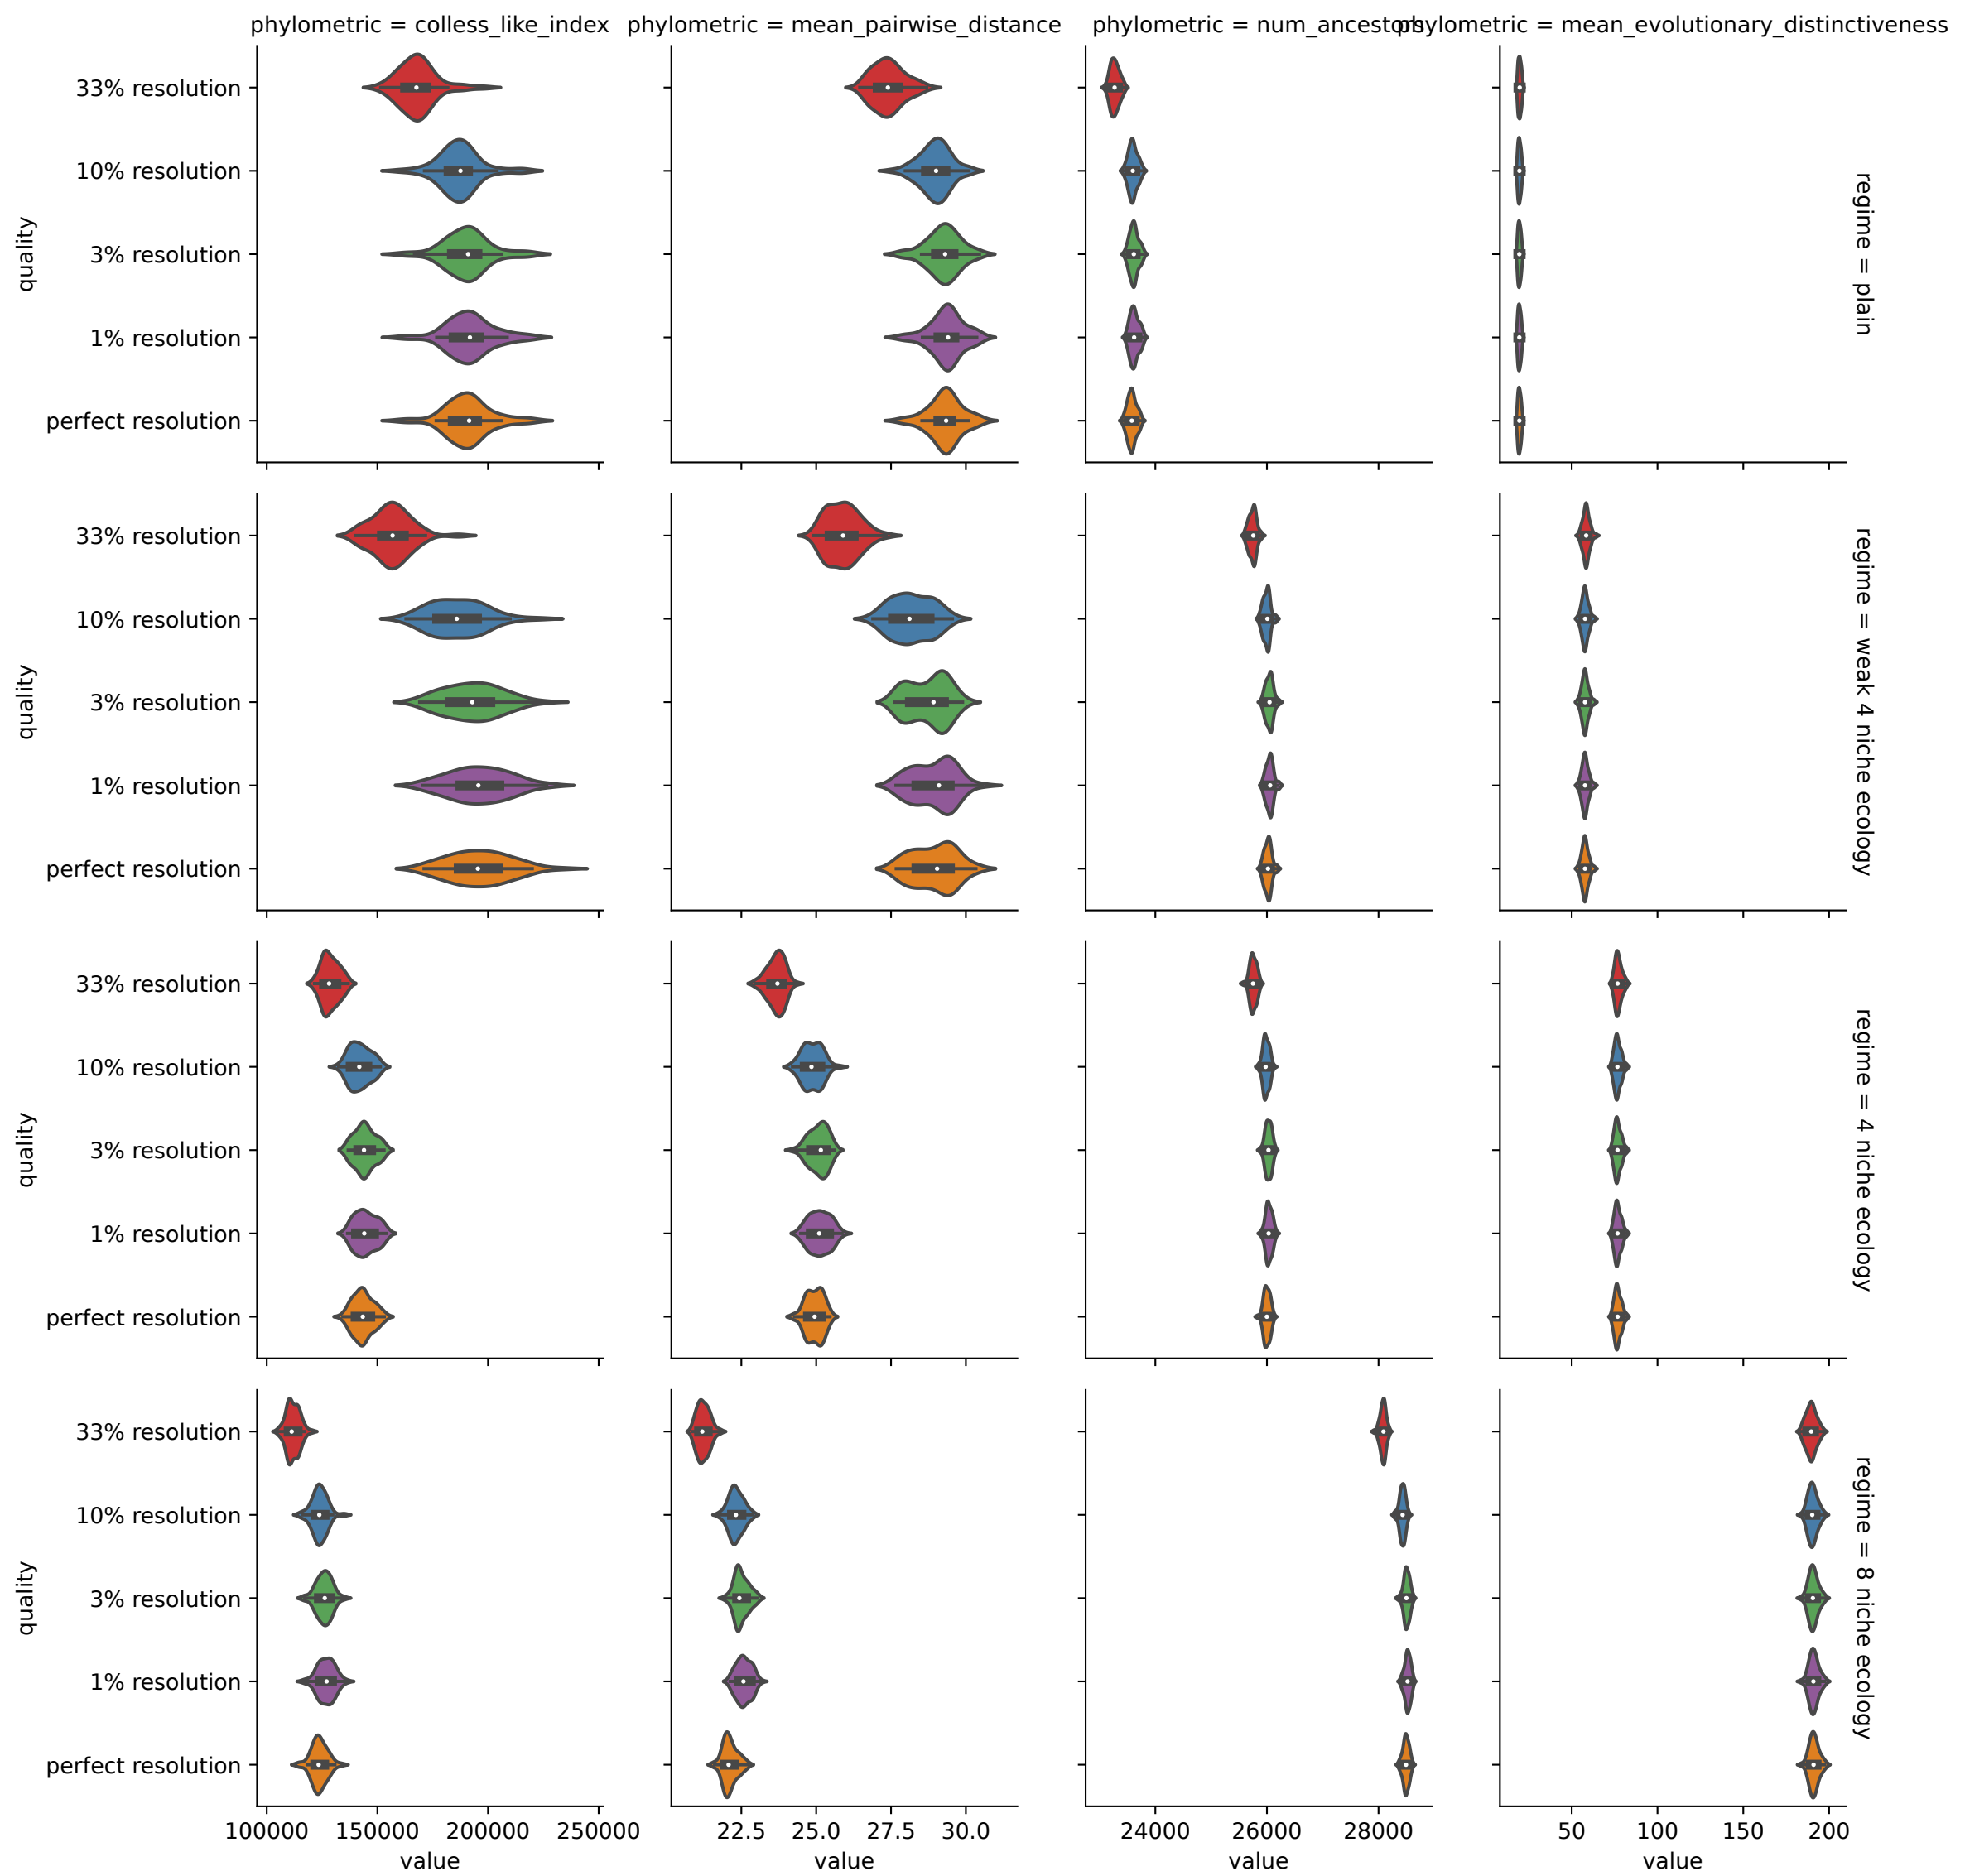 phylometric = colless_like_index
phylometric = mean_pairwise_distance
phylometric = num_ancestors
phylometric = mean_evolutionary_distinctiveness
quality
33% resolution
10% resolution
3% resolution
1% resolution
perfect resolution
regime = plain
quality
33% resolution
10% resolution
3% resolution
1% resolution
perfect resolution
regime = weak 4 niche ecology
quality
33% resolution
10% resolution
3% resolution
1% resolution
perfect resolution
regime = 4 niche ecology
quality
33% resolution
10% resolution
3% resolution
1% resolution
perfect resolution
regime = 8 niche ecology
100000 150000 200000 250000
22.5 25.0 27.5 30.0
24000 26000 28000
50 100 150 200
value
value
value
value